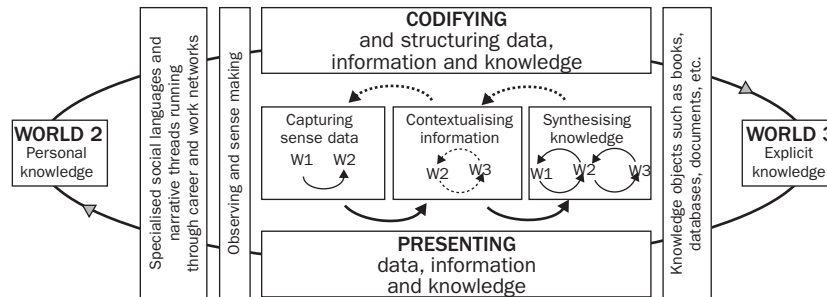 CODIFYING
and structuring data,
information and knowledge
WORLD 2
Personal
knowledge
Specialised social languages and
narrative threads running
through career and work networks
Observing and sense making
Capturing
sense data
W1
W2
Contextualising
information
W2
W3
Synthesising
knowledge
W1
W2
W3
Knowledge objects such as books,
databases, documents, etc.
WORLD 3
Explicit
knowledge
PRESENTING
data, information
and knowledge